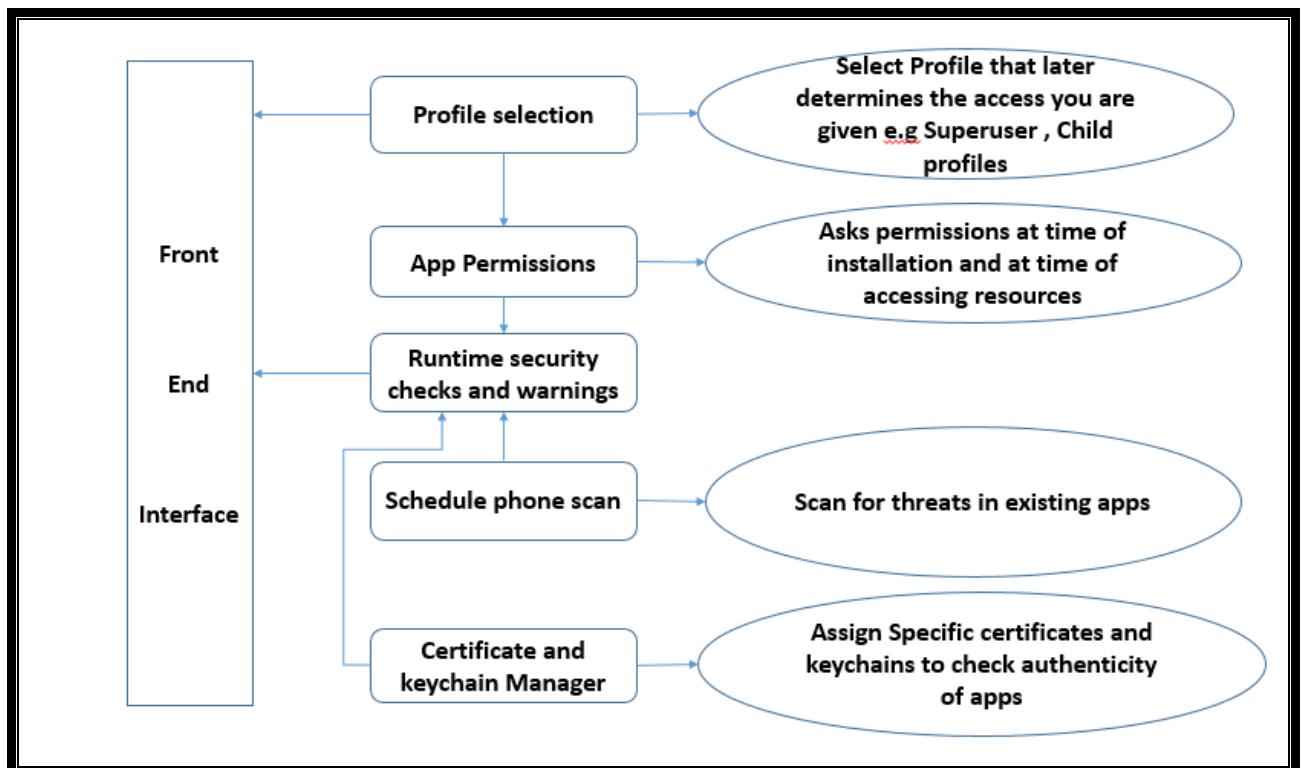 Front
End
Interface
Profile selection
Select Profile that later
determines the access you are
given e.g Superuser , Child
profiles
App Permissions
Asks permissions at time of
installation and at time of
accessing resources
Runtime security
checks and warnings
Schedule phone scan
Scan for threats in existing apps
Certificate and
keychain Manager
Assign Specific certificates and
keychains to check authenticity
of apps